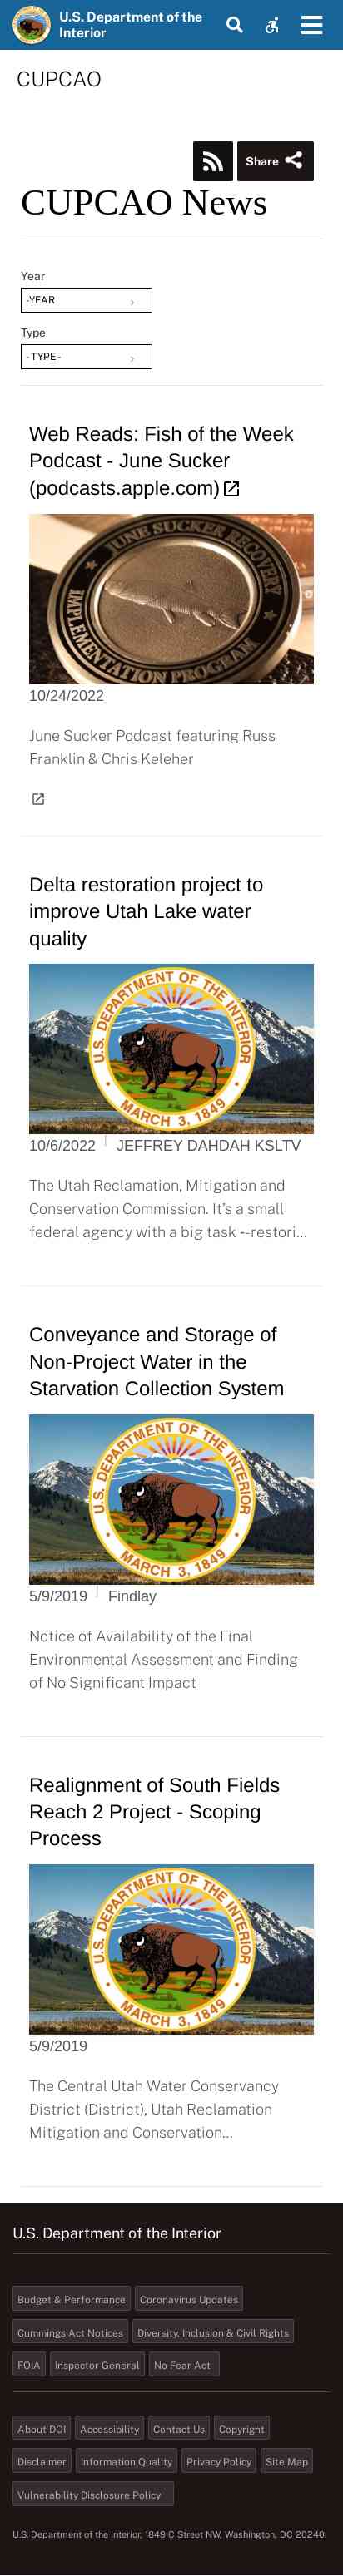 U.S. Department of the
Interior
CUPCAO
Share
CUPCAO News
Year
-YEAR
Type
- TYPE -
Web Reads: Fish of the Week
Podcast - June Sucker
(podcasts.apple.com)
JUNE SUCKER RECOVERY
IMPLEMENTATION PROGRAM
10/24/2022
June Sucker Podcast featuring Russ
Franklin & Chris Keleher
Delta restoration project to
improve Utah Lake water
quality
U.S. DEPARTMENT OF THE INTERIOR
MARCH 3, 1849
10/6/2022
JEFFREY DAHDAH KSLTV
The Utah Reclamation, Mitigation and
Conservation Commission. It’s a small
federal agency with a big task --restori...
Conveyance and Storage of
Non-Project Water in the
Starvation Collection System
U.S. DEPARTMENT OF THE INTERIOR
MARCH 3, 1849
5/9/2019
Findlay
Notice of Availability of the Final
Environmental Assessment and Finding
of No Significant Impact
Realignment of South Fields
Reach 2 Project - Scoping
Process
U.S. DEPARTMENT OF THE INTERIOR
MARCH 3, 1849
5/9/2019
The Central Utah Water Conservancy
District (District), Utah Reclamation
Mitigation and Conservation...
U.S. Department of the Interior
Budget & Performance
Coronavirus Updates
Cummings Act Notices
Diversity, Inclusion & Civil Rights
FOIA
Inspector General
No Fear Act
About DOI
Accessibility
Contact Us
Copyright
Disclaimer
Information Quality
Privacy Policy
Site Map
Vulnerability Disclosure Policy
U.S. Department of the Interior, 1849 C Street NW, Washington, DC 20240.